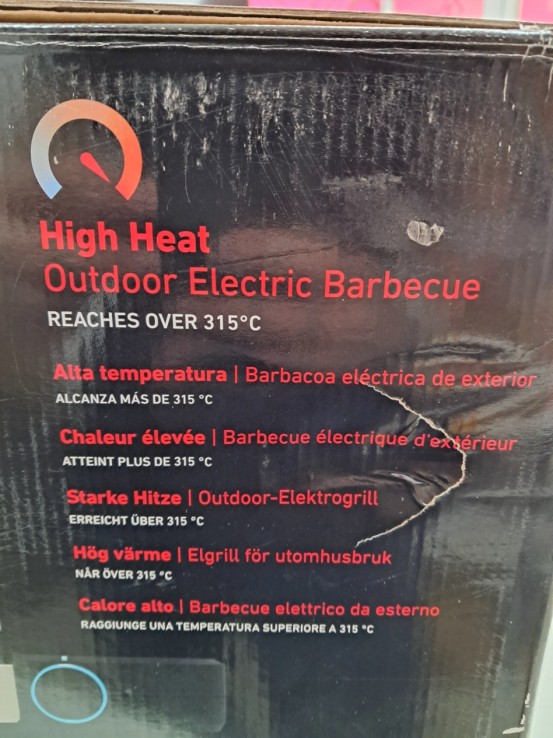 High Heat
Outdoor Electric Barbecue
REACHES OVER 315°C
Alta temperatura | Barbacoa eléctrica de exterior
ALCANZA MÁS DE 315 °C
Chaleur élevée | Barbecue électrique d'extérieur
ATTEINT PLUS DE 315 °C
Starke Hitze | Outdoor-Elektrogrill
ERREICHT ÜBER 315 °C
Hög värme | Elgrill för utomhusbruk
NÅR ÖVER 315 °C
Calore alto | Barbecue elettrico da esterno
RAGGIUNGE UNA TEMPERATURA SUPERIORE A 315 °C